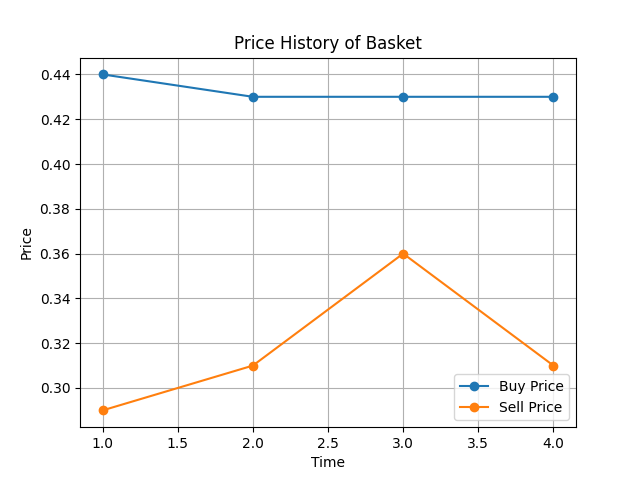 Price History of Basket
0.44
0.42
0.40
0.38
0.36
0.34
0.32
0.30
Price
1.0 1.5 2.0 2.5 3.0 3.5 4.0
Time
Buy Price
Sell Price